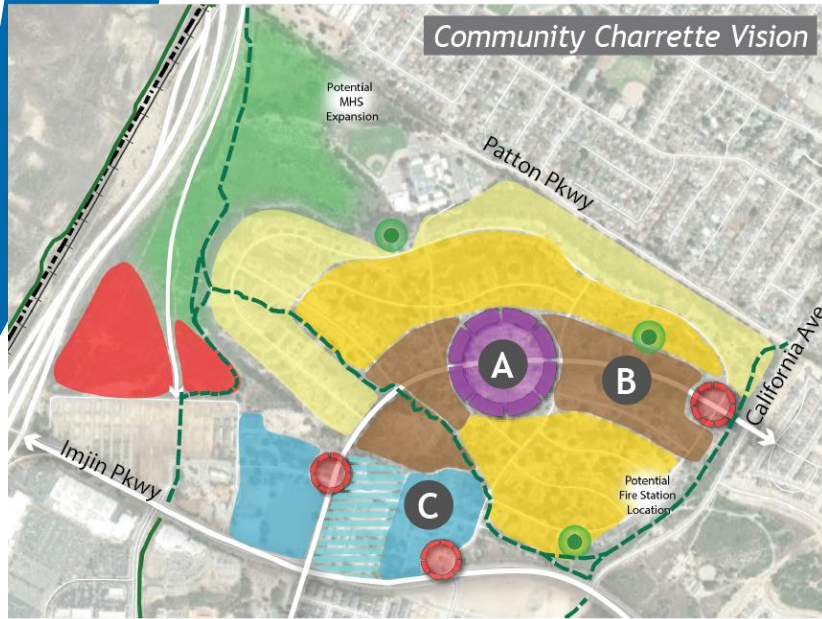 Community Charrette Vision
Potential
MHS
Expansion
Patton Pkwy
California Ave
A
B
C
Imjin Pkwy
Potential
Fire Station
Location